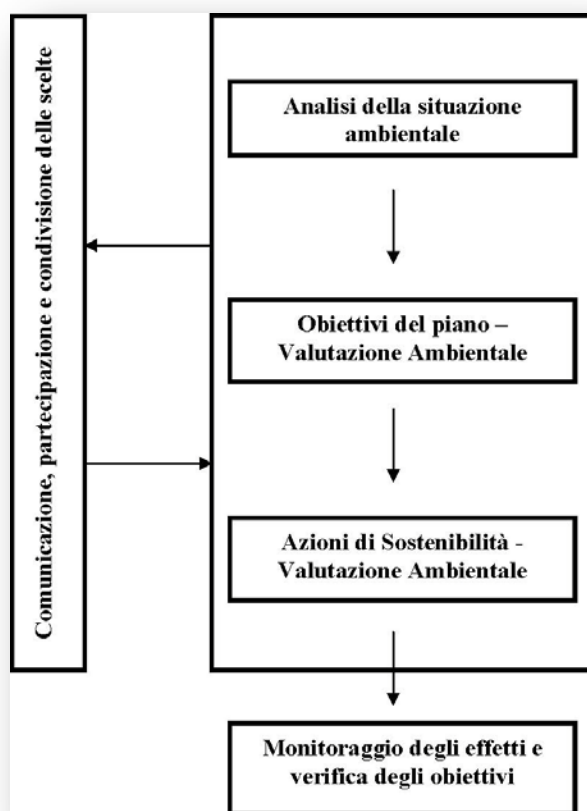 Comunicazione, partecipazione e condivisione delle scelte
Analisi della situazione
ambientale
Obiettivi del piano –
Valutazione Ambientale
Azioni di Sostenibilità -
Valutazione Ambientale
Monitoraggio degli effetti e
verifica degli obiettivi